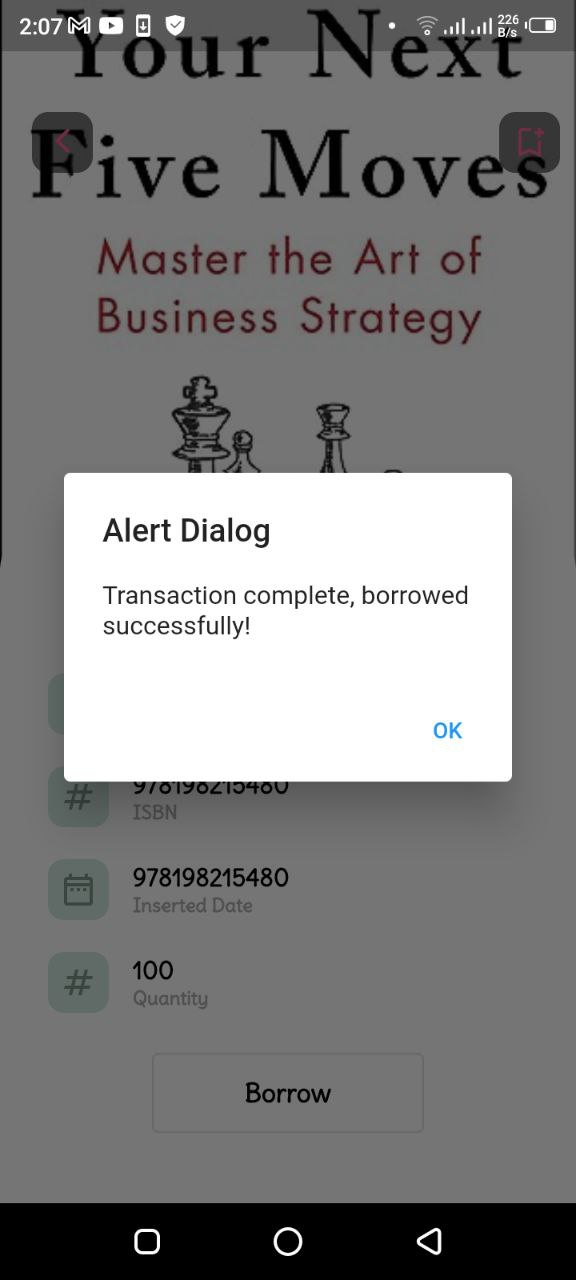 2:07
226
B/s
Your Next
Five Moves
Master the Art of
Business Strategy
Alert Dialog
Transaction complete, borrowed
successfully!
OK
978198215480
ISBN
978198215480
Inserted Date
100
Quantity
Borrow